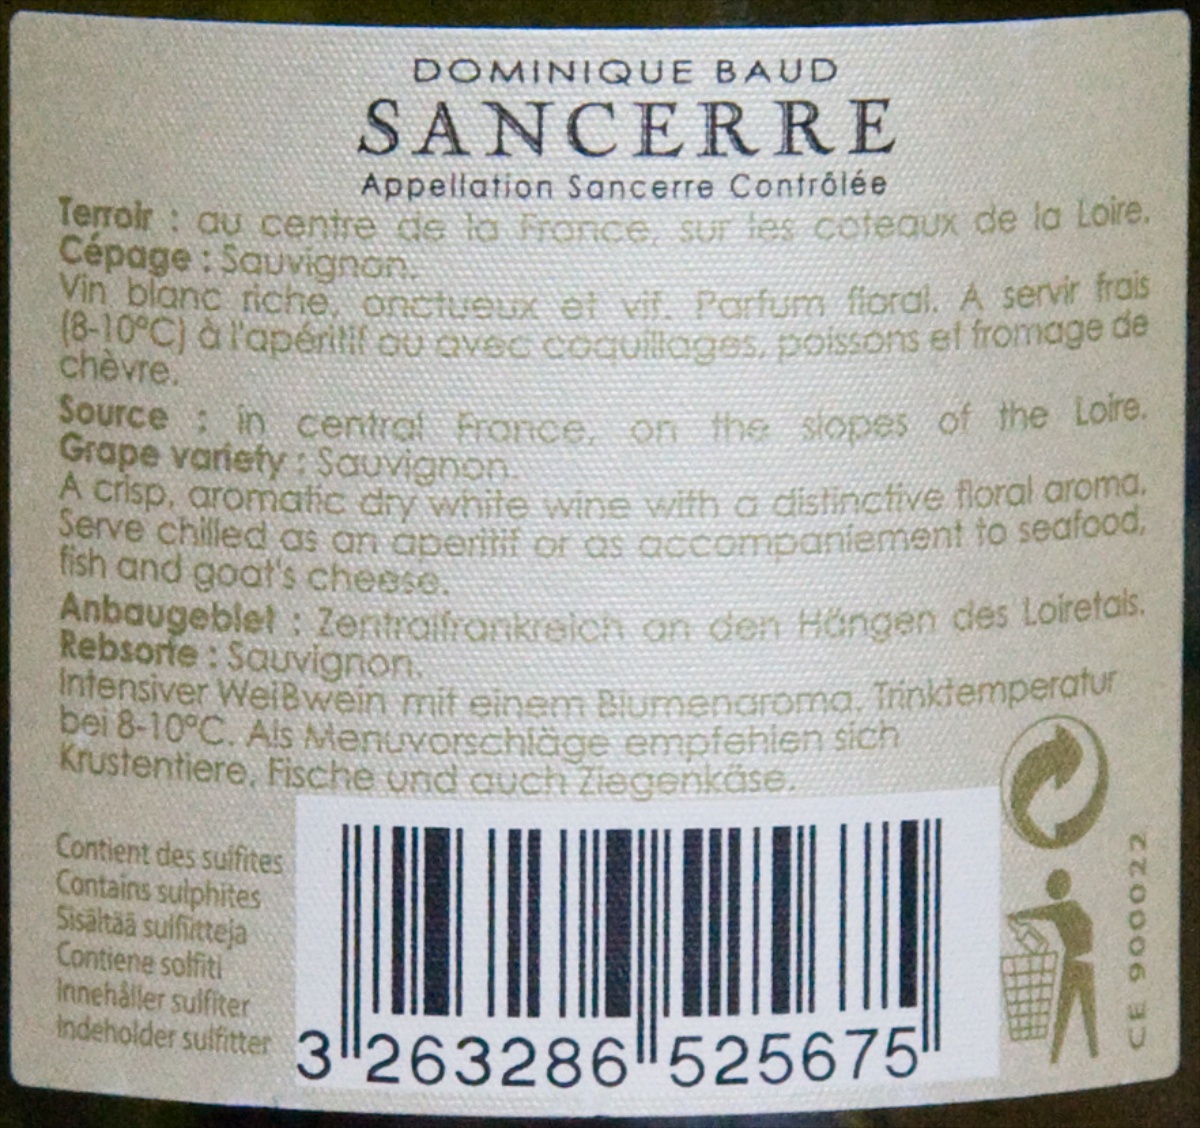 DOMINIQUE BAUD
SANCERRE
Appellation Sancerre Contrôlée
Terroir : au centre de la France, sur les coteaux de la Loire.
Cépage : Sauvignon.
Vin blanc riche, onctueux et vif. Parfum floral. A servir frais
(8-10°C) à l'apéritif ou avec coquillages, poissons et fromage de
chèvre.
Source : in central France, on the slopes of the Loire.
Grape variety : Sauvignon.
A crisp, aromatic dry white wine with a distinctive floral aroma.
Serve chilled as an aperitif or as accompaniement to seafood,
fish and goat's cheese.
Anbaugebiet : Zentralfrankreich an den Hängen des Loiretals.
Rebsorte : Sauvignon.
Intensiver Weißwein mit einem Blumenaroma. Trinktemperatur
bei 8-10°C. Als Menuvorschläge empfehlen sich
Krustentiere, Fische und auch Ziegenkäse.
Contient des sulfites
Contains sulphites
Sisältää sulfiitteja
Contiene solfiti
Innehåller sulfiter
Indeholder sulfitter
3 263286 525675
CE 900022